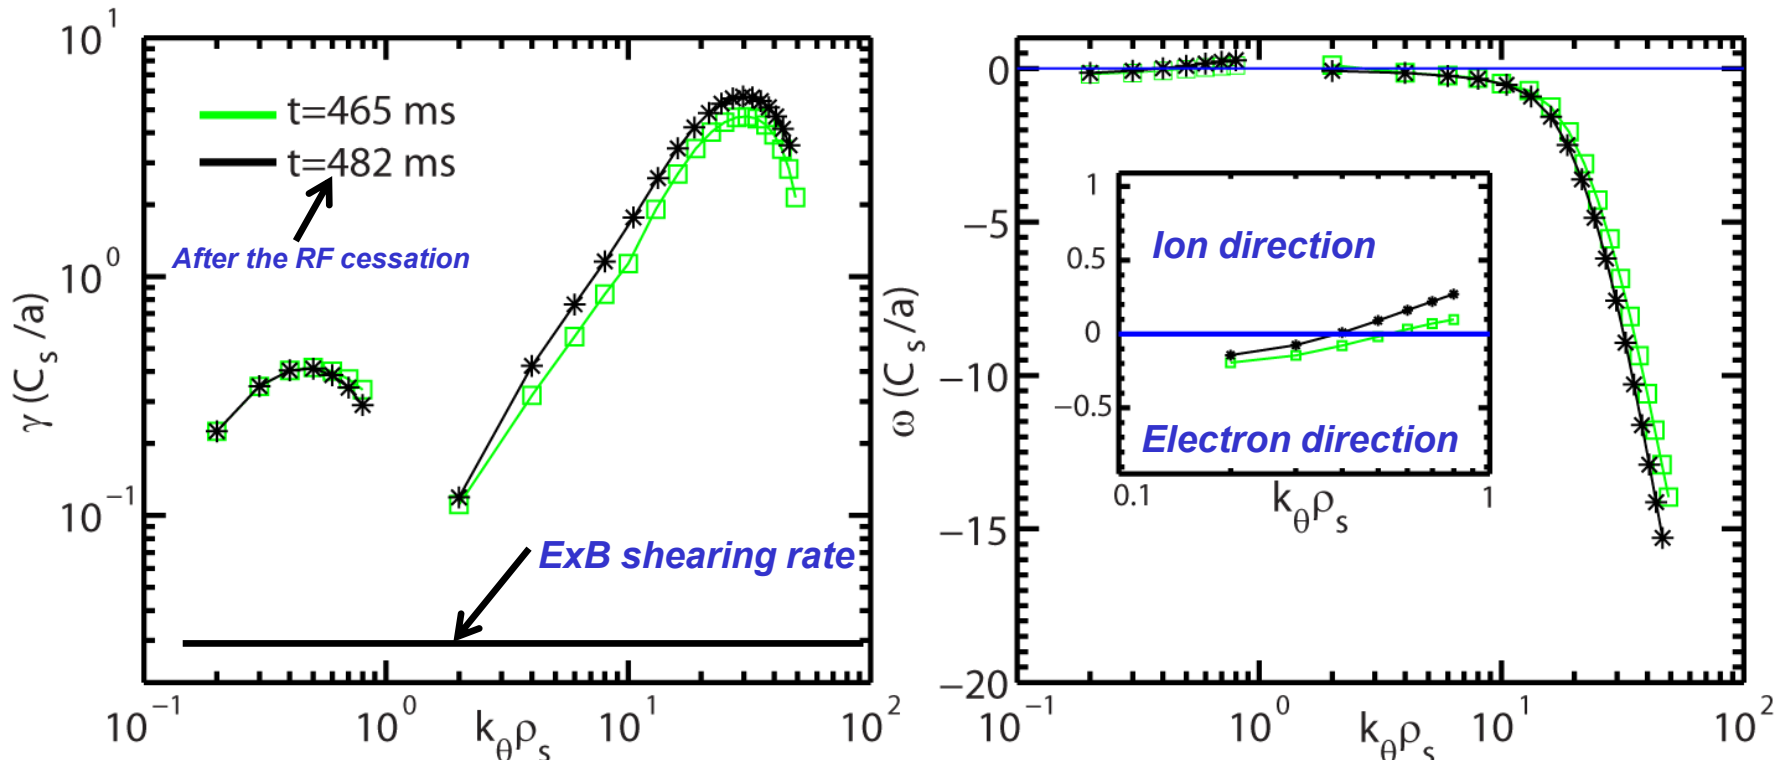 10^1
t=465 ms
t=482 ms
After the RF cessation
10^0
γ (C_s/a)
10^-1
ExB shearing rate
10^-1
10^0
k_θρ_s
10^1
10^2
0
-5
-10
-15
-20
ω (C_s/a)
1
0.5
0
-0.5
Ion direction
Electron direction
0.1
k_θρ_s
1
10^-1
10^0
k_θρ_s
10^1
10^2